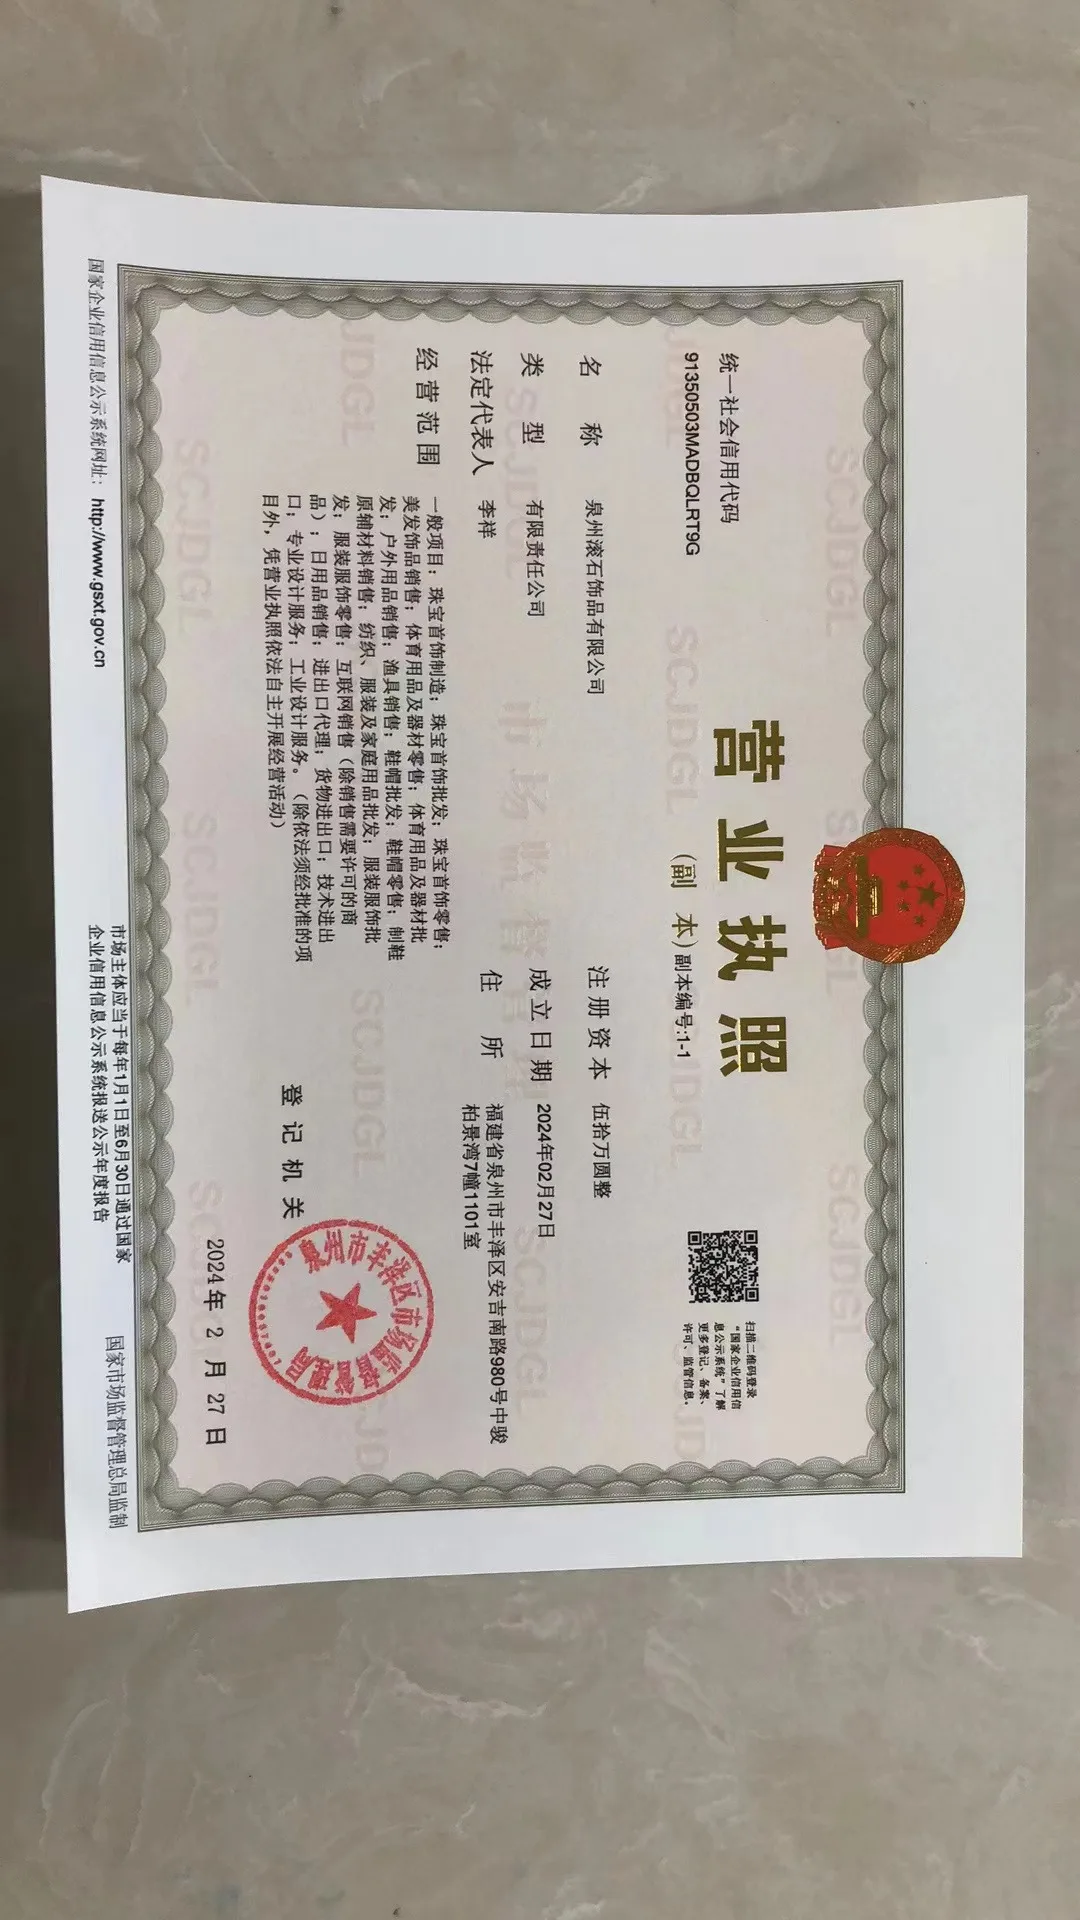 营业执照
(副 本)副本编号:1-1
统一社会信用代码
91350503MADBQLRT9G
扫描二维码登录
“国家企业信用信
息公示系统”了解
更多登记、备案、
许可、监管信息。
名 称 泉州滚石饰品有限公司
类 型 有限责任公司
法定代表人 李祥
经营范围 一般项目：珠宝首饰制造；珠宝首饰批发；珠宝首饰零售；
美发饰品销售；体育用品及器材零售；体育用品及器材批
发；户外用品销售；渔具销售；鞋帽批发；鞋帽零售；制鞋
原辅材料销售；纺织、服装及家庭用品批发；服装服饰批
发；服装服饰零售；互联网销售（除销售需要许可的商
品）；日用品销售；进出口代理；货物进出口；技术进出
口；专业设计服务；工业设计服务。（除依法须经批准的项
目外，凭营业执照依法自主开展经营活动）
注册资本 伍拾万圆整
成立日期 2024年02月27日
住 所 福建省泉州市丰泽区安吉南路980号中骏
柏景湾7幢1101室
登记机关
泉州市丰泽区市场监督管理局
2024年 2 月 27 日
国家企业信用信息公示系统网址：http://www.gsxt.gov.cn
市场主体应当于每年1月1日至6月30日通过国家
企业信用信息公示系统报送公示年度报告
国家市场监督管理总局监制